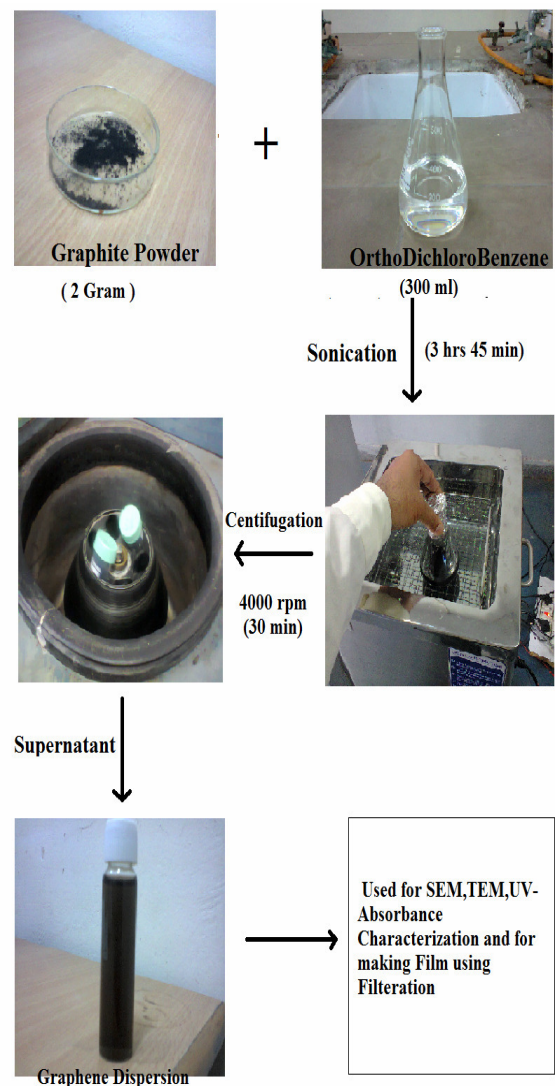 +
Graphite Powder
( 2 Gram )
OrthoDichloroBenzene
(300 ml)
Sonication
(3 hrs 45 min)
Centifugation
4000 rpm
(30 min)
Supernatant
Graphene Dispersion
Used for SEM,TEM,UV-
Absorbance
Characterization and for
making Film using
Filteration